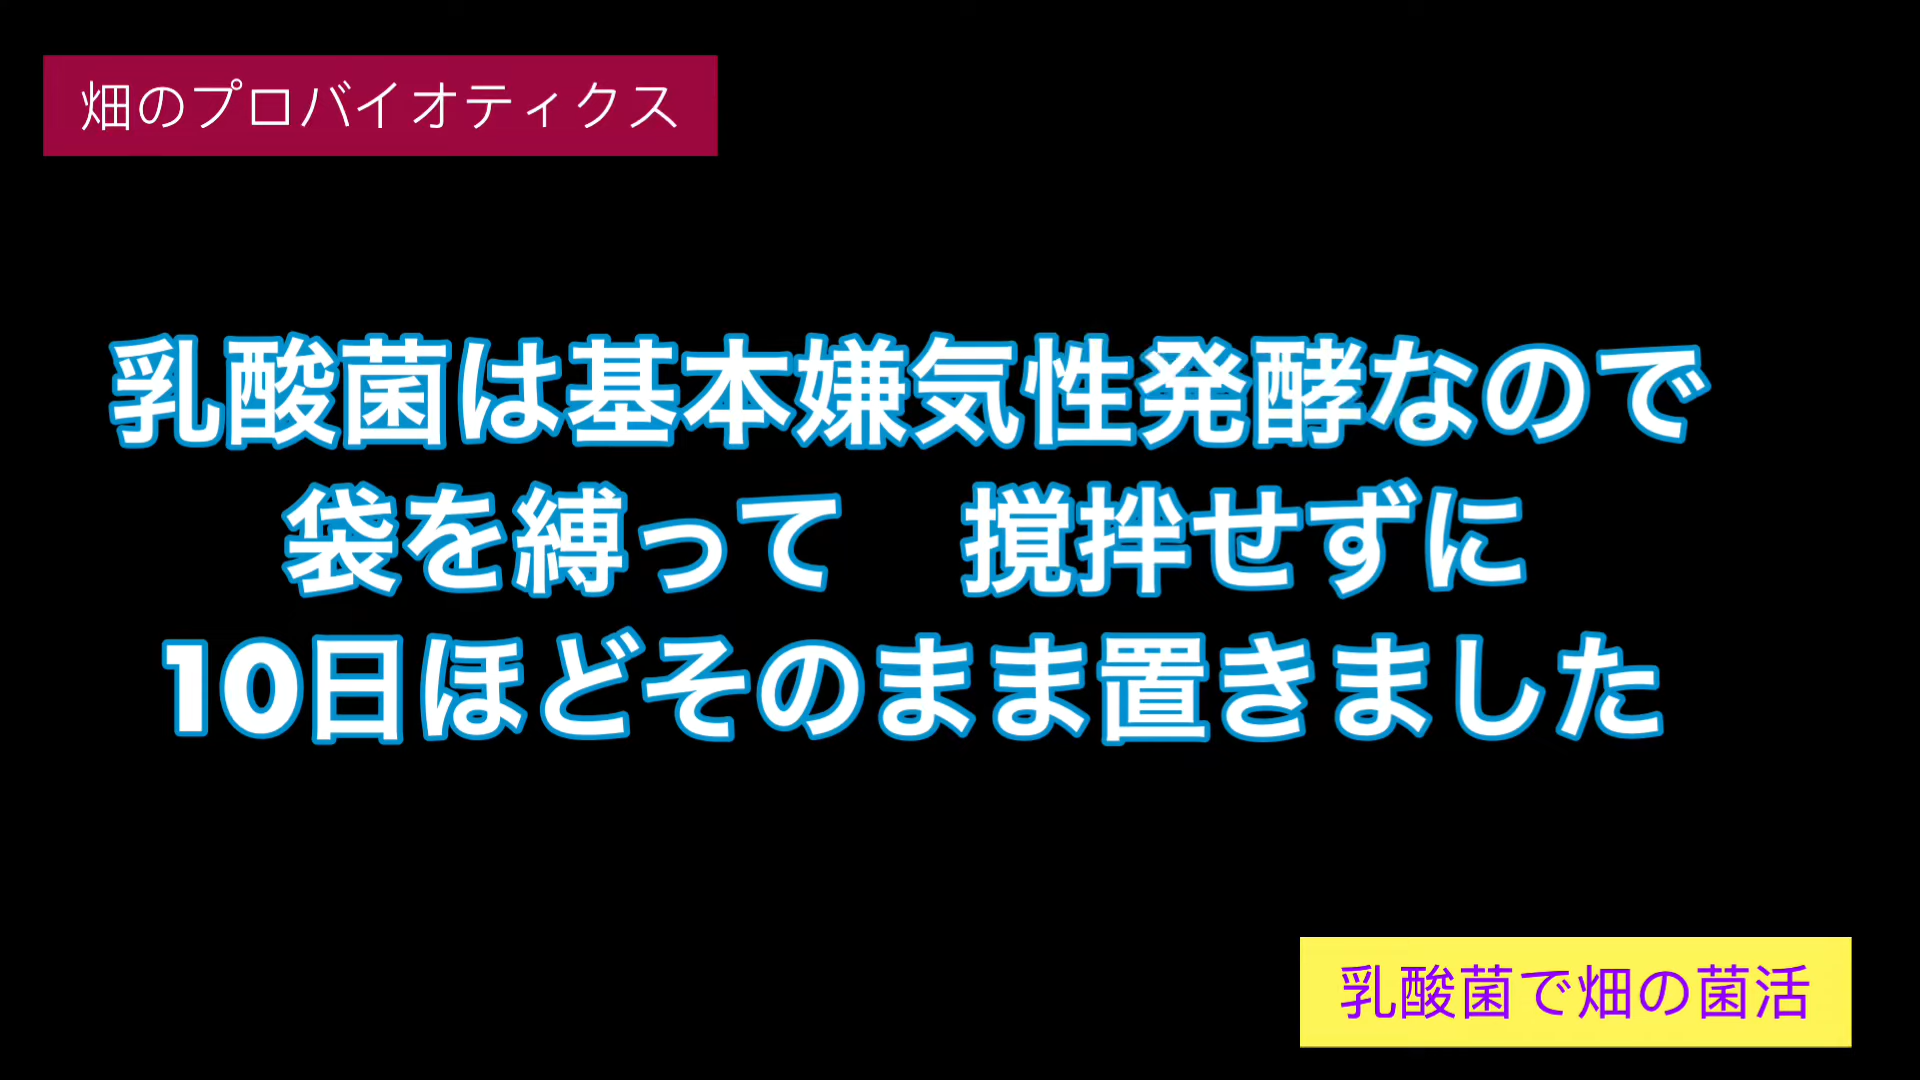 畑のプロバイオティクス
乳酸菌は基本嫌気性発酵なので
袋を縛って　撹拌せずに
10日ほどそのまま置きました
乳酸菌で畑の菌活